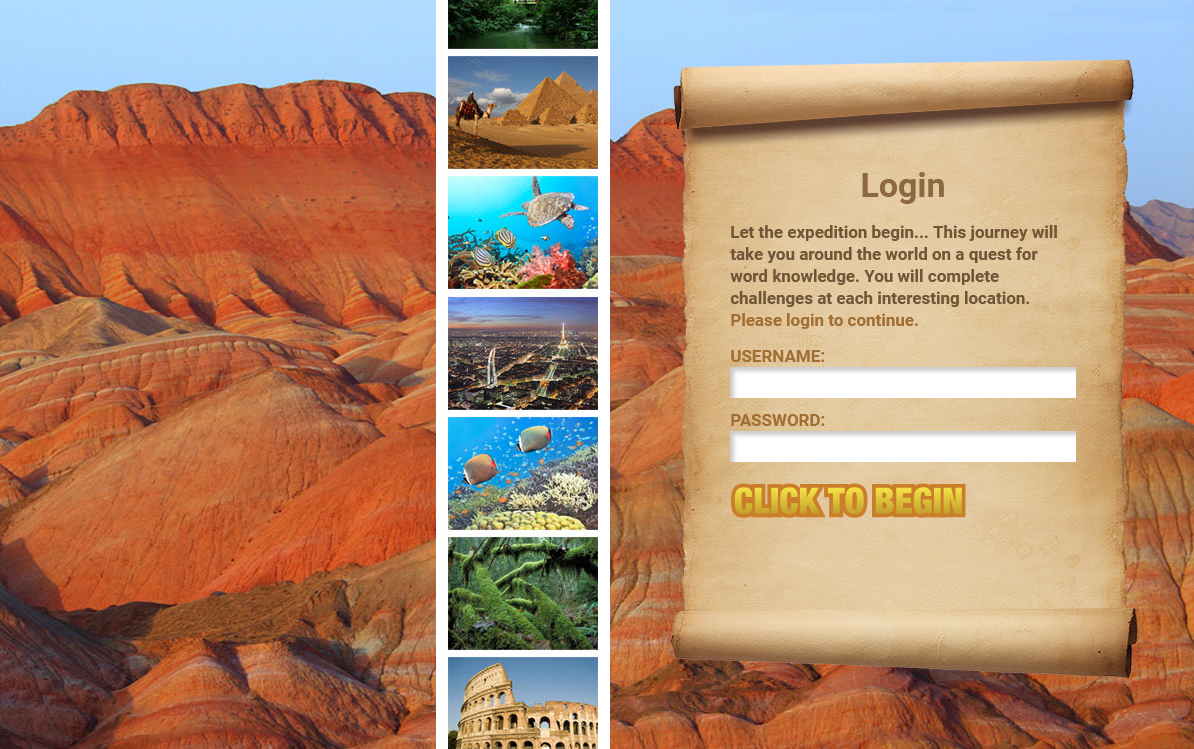 Login
Let the expedition begin... This journey will
take you around the world on a quest for
word knowledge. You will complete
challenges at each interesting location.
Please login to continue.
USERNAME:
PASSWORD:
CLICK TO BEGIN